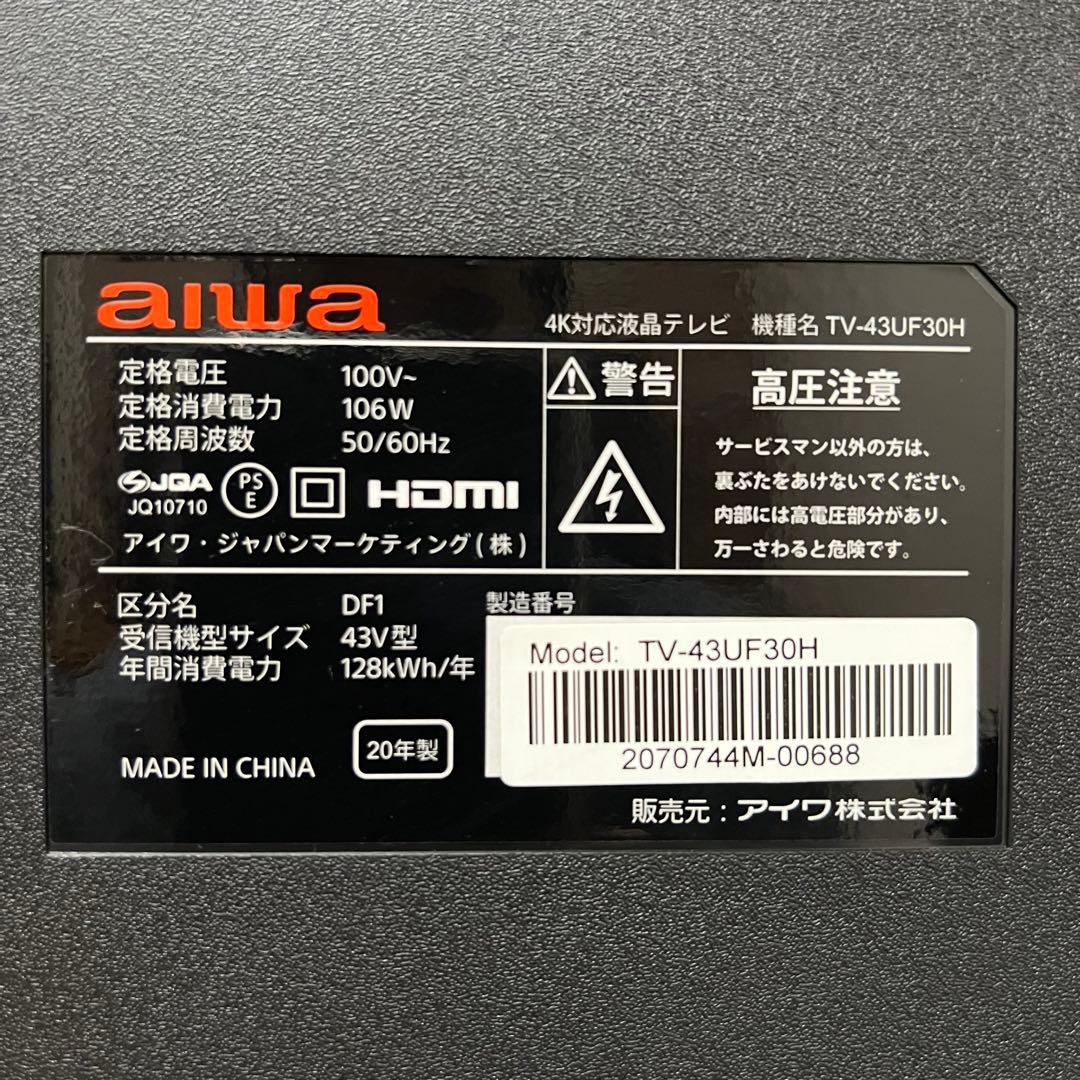 aiwa
4K対応液晶テレビ 機種名 TV-43UF30H
定格電圧 100V~
定格消費電力 106W
定格周波数 50/60Hz
JQA
JQ10710
PS
E
HDMI
アイワ・ジャパンマーケティング(株)
警告
高圧注意
サービスマン以外の方は、
裏ぶたをあけないでください。
内部には高電圧部分があり、
万一さわると危険です。
区分名 DF1
受信機型サイズ 43V型
年間消費電力 128kWh/年
MADE IN CHINA
20年製
製造番号
Model: TV-43UF30H
2070744M-00688
販売元:アイワ株式会社